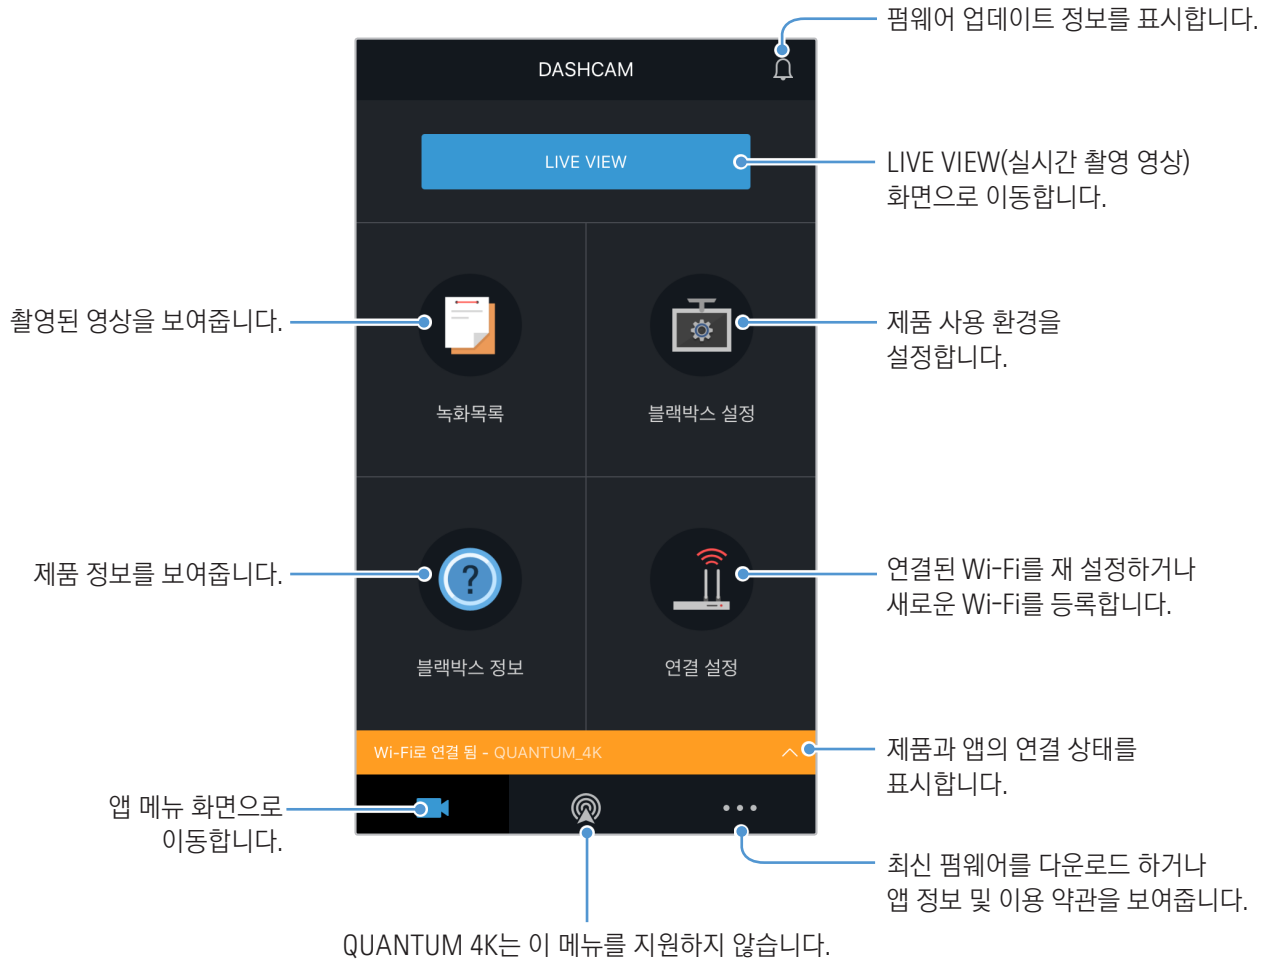 펌웨어 업데이트 정보를 표시합니다.
DASHCAM
LIVE VIEW
LIVE VIEW(실시간 촬영 영상)
화면으로 이동합니다.
촬영된 영상을 보여줍니다.
제품 사용 환경을
설정합니다.
녹화목록
블랙박스 설정
제품 정보를 보여줍니다.
?
연결된 Wi-Fi를 재 설정하거나
새로운 Wi-Fi를 등록합니다.
블랙박스 정보
연결 설정
Wi-Fi로 연결 됨 - QUANTUM_4K
제품과 앱의 연결 상태를
표시합니다.
앱 메뉴 화면으로
이동합니다.
최신 펌웨어를 다운로드 하거나
앱 정보 및 이용 약관을 보여줍니다.
QUANTUM 4K는 이 메뉴를 지원하지 않습니다.